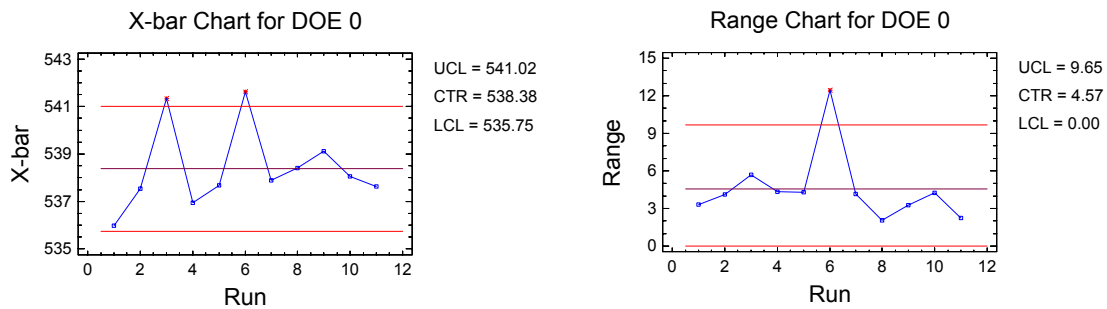 X-bar Chart for DOE 0
X-bar
543
541
539
537
535
0 2 4 6 8 10 12
Run
UCL = 541.02
CTR = 538.38
LCL = 535.75
Range Chart for DOE 0
Range
15
12
9
6
3
0
0 2 4 6 8 10 12
Run
UCL = 9.65
CTR = 4.57
LCL = 0.00